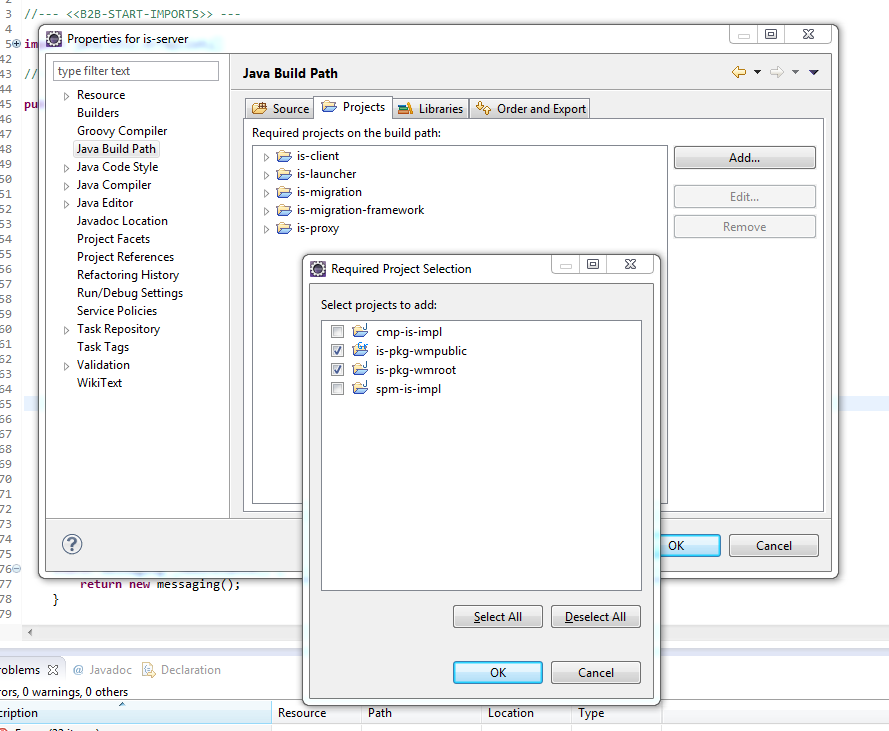 3 //--- <<B2B-START-IMPORTS>> ---
4
5
Properties for is-server
42
43 //
44
45 pu
46
47
48
49
50
51
52
53
54
55
56
57
58
59
60
61
62
63
64
65
66
67
68
69
70
71
72
73
74
75
76
type filter text
Resource
Builders
Groovy Compiler
Java Build Path
Java Code Style
Java Compiler
Java Editor
Javadoc Location
Project Facets
Project References
Refactoring History
Run/Debug Settings
Service Policies
Task Repository
Task Tags
Validation
WikiText
Java Build Path
Source Projects Libraries Order and Export
Required projects on the build path:
is-client
is-launcher
is-migration
is-migration-framework
is-proxy
Add...
Edit...
Remove
Required Project Selection
Select projects to add:
cmp-is-impl
is-pkg-wmpublic
is-pkg-wmroot
spm-is-impl
Select All Deselect All
OK Cancel
?
OK Cancel
77 return new messaging();
78 }
79
roblems @ Javadoc Declaration
rors, 0 warnings, 0 others
cription Resource Path Location Type